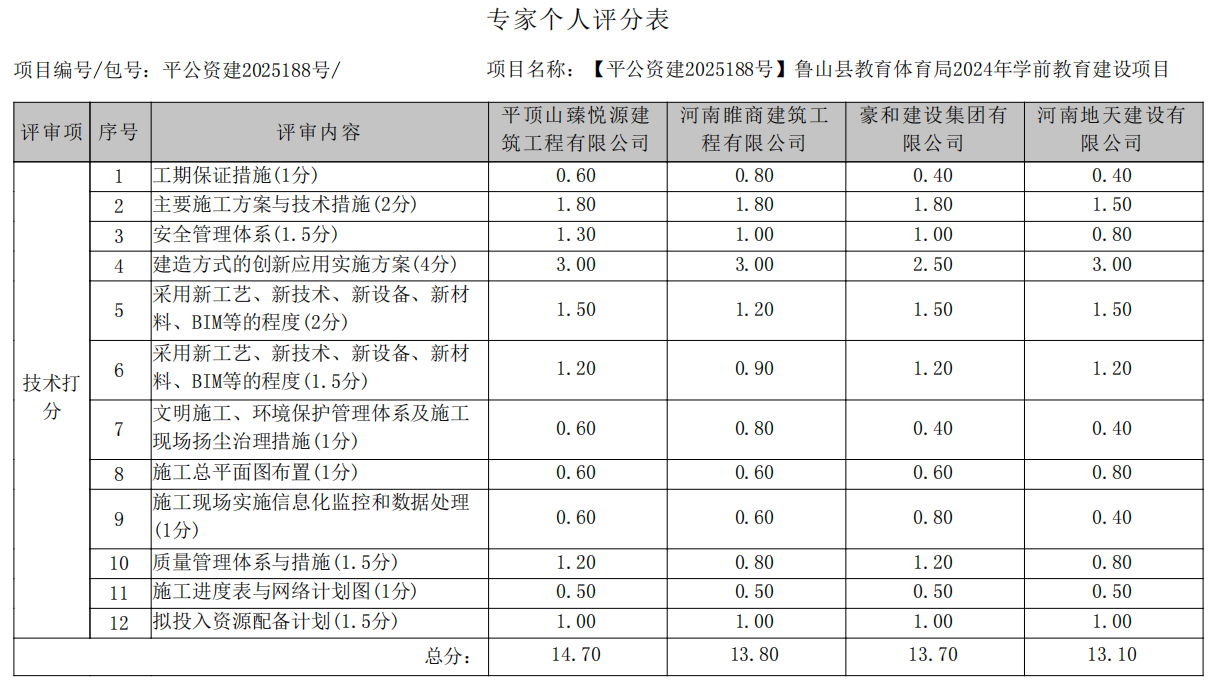 专家个人评分表
项目编号/包号：平公资建2025188号/ 项目名称：【平公资建2025188号】鲁山县教育体育局2024年学前教育建设项目
评审项 序号 评审内容 平顶山臻悦源建筑工程有限公司 河南睢商建筑工程有限公司 豪和建设集团有限公司 河南地天建设有限公司
技术打分
1 工期保证措施(1分) 0.60 0.80 0.40 0.40
2 主要施工方案与技术措施(2分) 1.80 1.80 1.80 1.50
3 安全管理体系(1.5分) 1.30 1.00 1.00 0.80
4 建造方式的创新应用实施方案(4分) 3.00 3.00 2.50 3.00
5 采用新工艺、新技术、新设备、新材料、BIM等的程度(2分) 1.50 1.20 1.50 1.50
6 采用新工艺、新技术、新设备、新材料、BIM等的程度(1.5分) 1.20 0.90 1.20 1.20
7 文明施工、环境保护管理体系及施工现场扬尘治理措施(1分) 0.60 0.80 0.40 0.40
8 施工总平面图布置(1分) 0.60 0.60 0.60 0.80
9 施工现场实施信息化监控和数据处理(1分) 0.60 0.60 0.80 0.40
10 质量管理体系与措施(1.5分) 1.20 0.80 1.20 0.80
11 施工进度表与网络计划图(1分) 0.50 0.50 0.50 0.50
12 拟投入资源配备计划(1.5分) 1.00 1.00 1.00 1.00
总分： 14.70 13.80 13.70 13.10